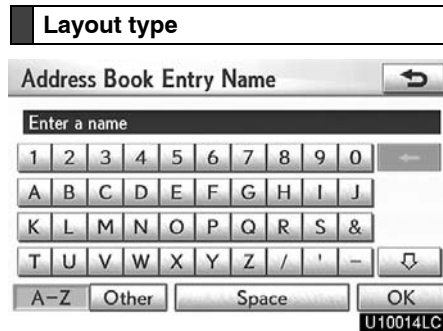 Layout type
Address Book Entry Name
Enter a name
1 2 3 4 5 6 7 8 9 0
A B C D E F G H I J
K L M N O P Q R S &
T U V W X Y Z / ' -
A-Z Other Space OK
U10014LC